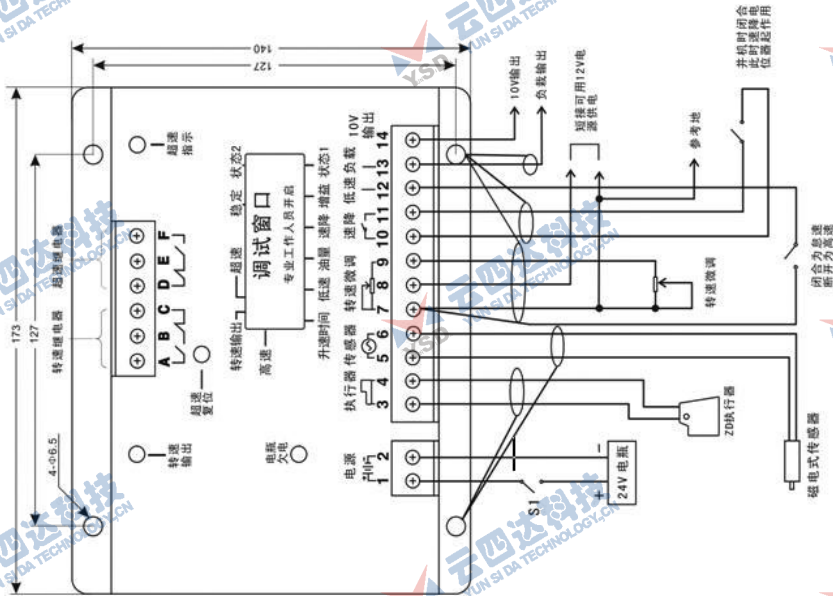 173
127
4-Φ6.5
140
127
转速继电器
超速继电器
A B C D E F
超速指示
超速复位
转速输出
电瓶欠电
转速输出
超速
稳定
状态2
高速
调试窗口
专业工作人员开启
升速时间
低速
油量
速降
增益
状态1
电源
执行器
传感器
转速微调
速降
低速
负载
10V输出
1 2 3 4 5 6 7 8 9 10 11 12 13 14
10V输出
负载输出
短接可用12V电源供电
参考地
并机时闭合
此时速降电
位器起作用
S1
+ -
24V电瓶
ZD执行器
磁电式传感器
转速微调
闭合为怠速
断开为高速
YSD
云四达科技
YUN SI DA TECHNOLOGY.CN